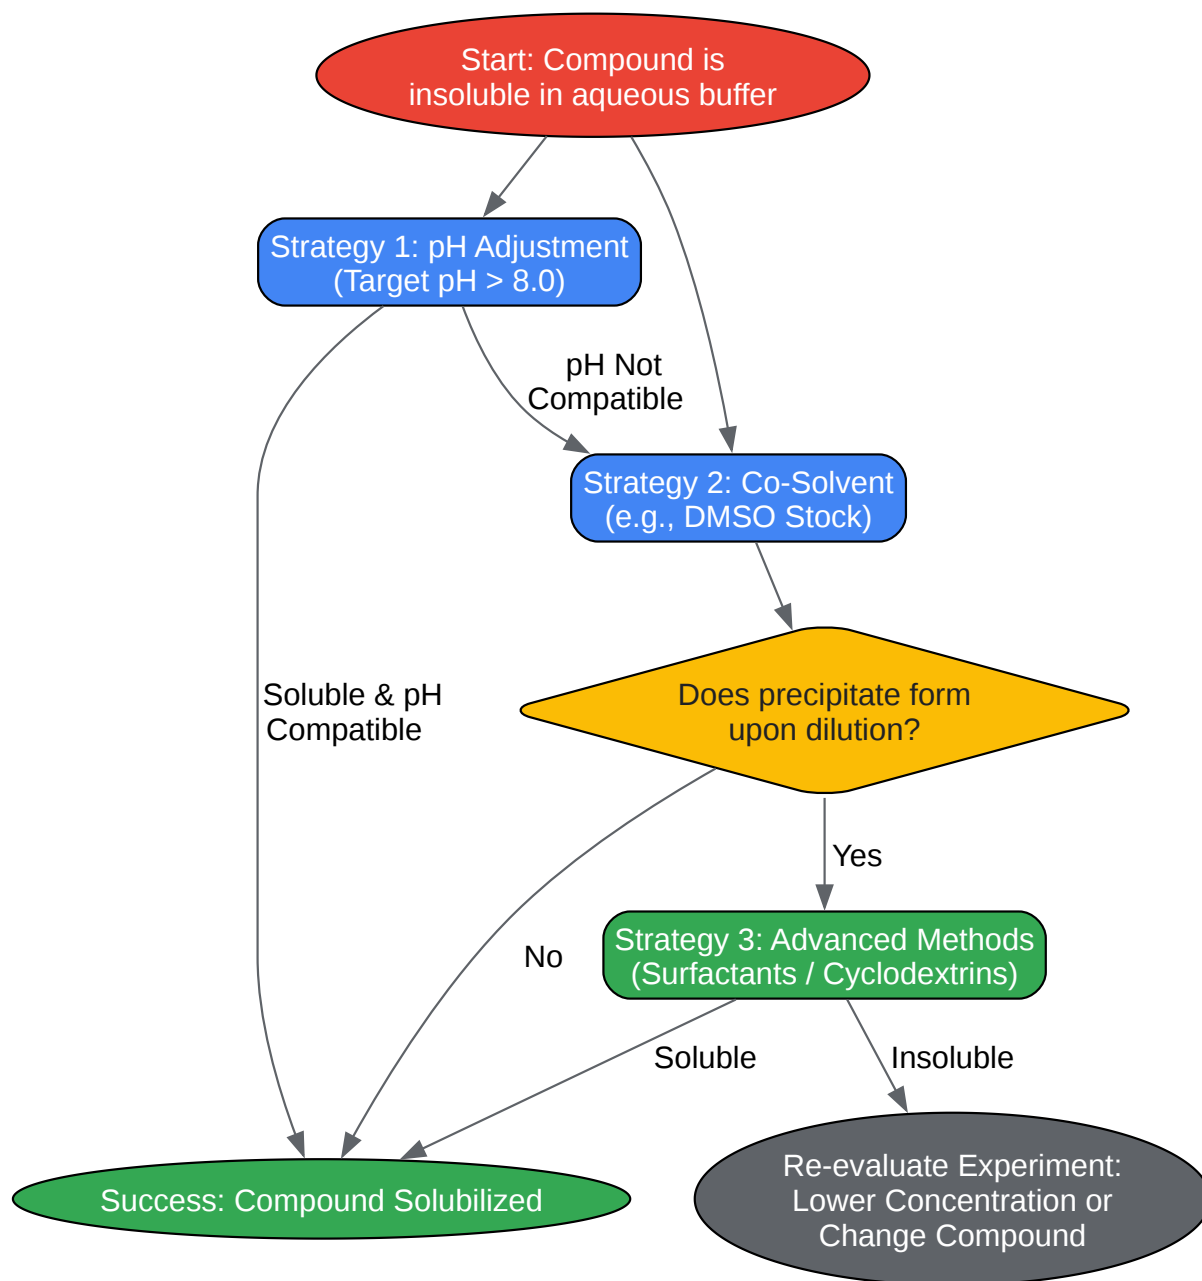 Start: Compound is
insoluble in aqueous buffer
Strategy 1: pH Adjustment
(Target pH > 8.0)
pH Not
Compatible
Strategy 2: Co-Solvent
(e.g., DMSO Stock)
Soluble & pH
Compatible
Does precipitate form
upon dilution?
Yes
No
Strategy 3: Advanced Methods
(Surfactants / Cyclodextrins)
Soluble
Insoluble
Success: Compound Solubilized
Re-evaluate Experiment:
Lower Concentration or
Change Compound